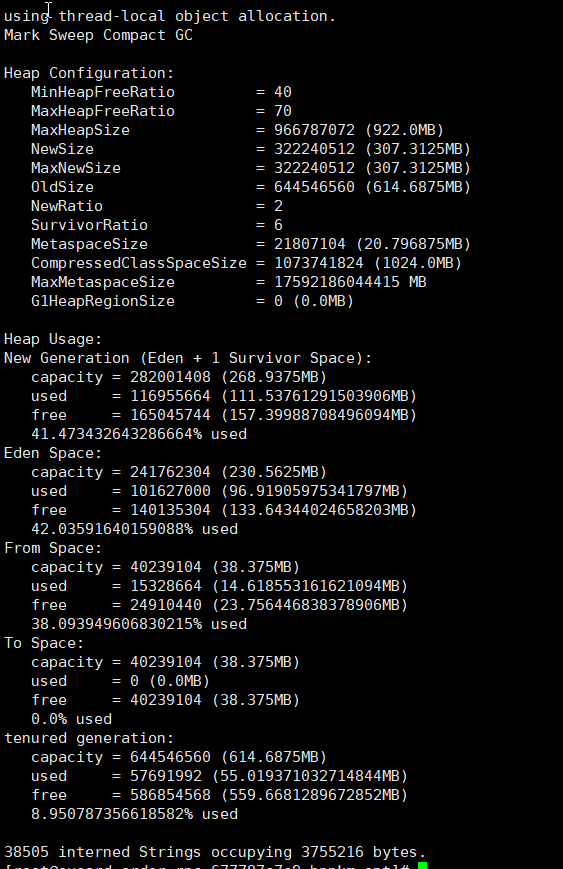 using thread-local object allocation.
Mark Sweep Compact GC
Heap Configuration:
MinHeapFreeRatio = 40
MaxHeapFreeRatio = 70
MaxHeapSize = 966787072 (922.0MB)
NewSize = 322240512 (307.3125MB)
MaxNewSize = 322240512 (307.3125MB)
OldSize = 644546560 (614.6875MB)
NewRatio = 2
SurvivorRatio = 6
MetaspaceSize = 21807104 (20.796875MB)
CompressedClassSpaceSize = 1073741824 (1024.0MB)
MaxMetaspaceSize = 17592186044415 MB
G1HeapRegionSize = 0 (0.0MB)
Heap Usage:
New Generation (Eden + 1 Survivor Space):
capacity = 282001408 (268.9375MB)
used = 116955664 (111.53761291503906MB)
free = 165045744 (157.39988708496094MB)
41.473432643286664% used
Eden Space:
capacity = 241762304 (230.5625MB)
used = 101627000 (96.91905975341797MB)
free = 140135304 (133.64344024658203MB)
42.03591640159088% used
From Space:
capacity = 40239104 (38.375MB)
used = 15328664 (14.618553161621094MB)
free = 24910440 (23.756446838378906MB)
38.093949606830215% used
To Space:
capacity = 40239104 (38.375MB)
used = 0 (0.0MB)
free = 40239104 (38.375MB)
0.0% used
tenured generation:
capacity = 644546560 (614.6875MB)
used = 57691992 (55.019371032714844MB)
free = 586854568 (559.6681289672852MB)
8.950787356618582% used
38505 interned Strings occupying 3755216 bytes.